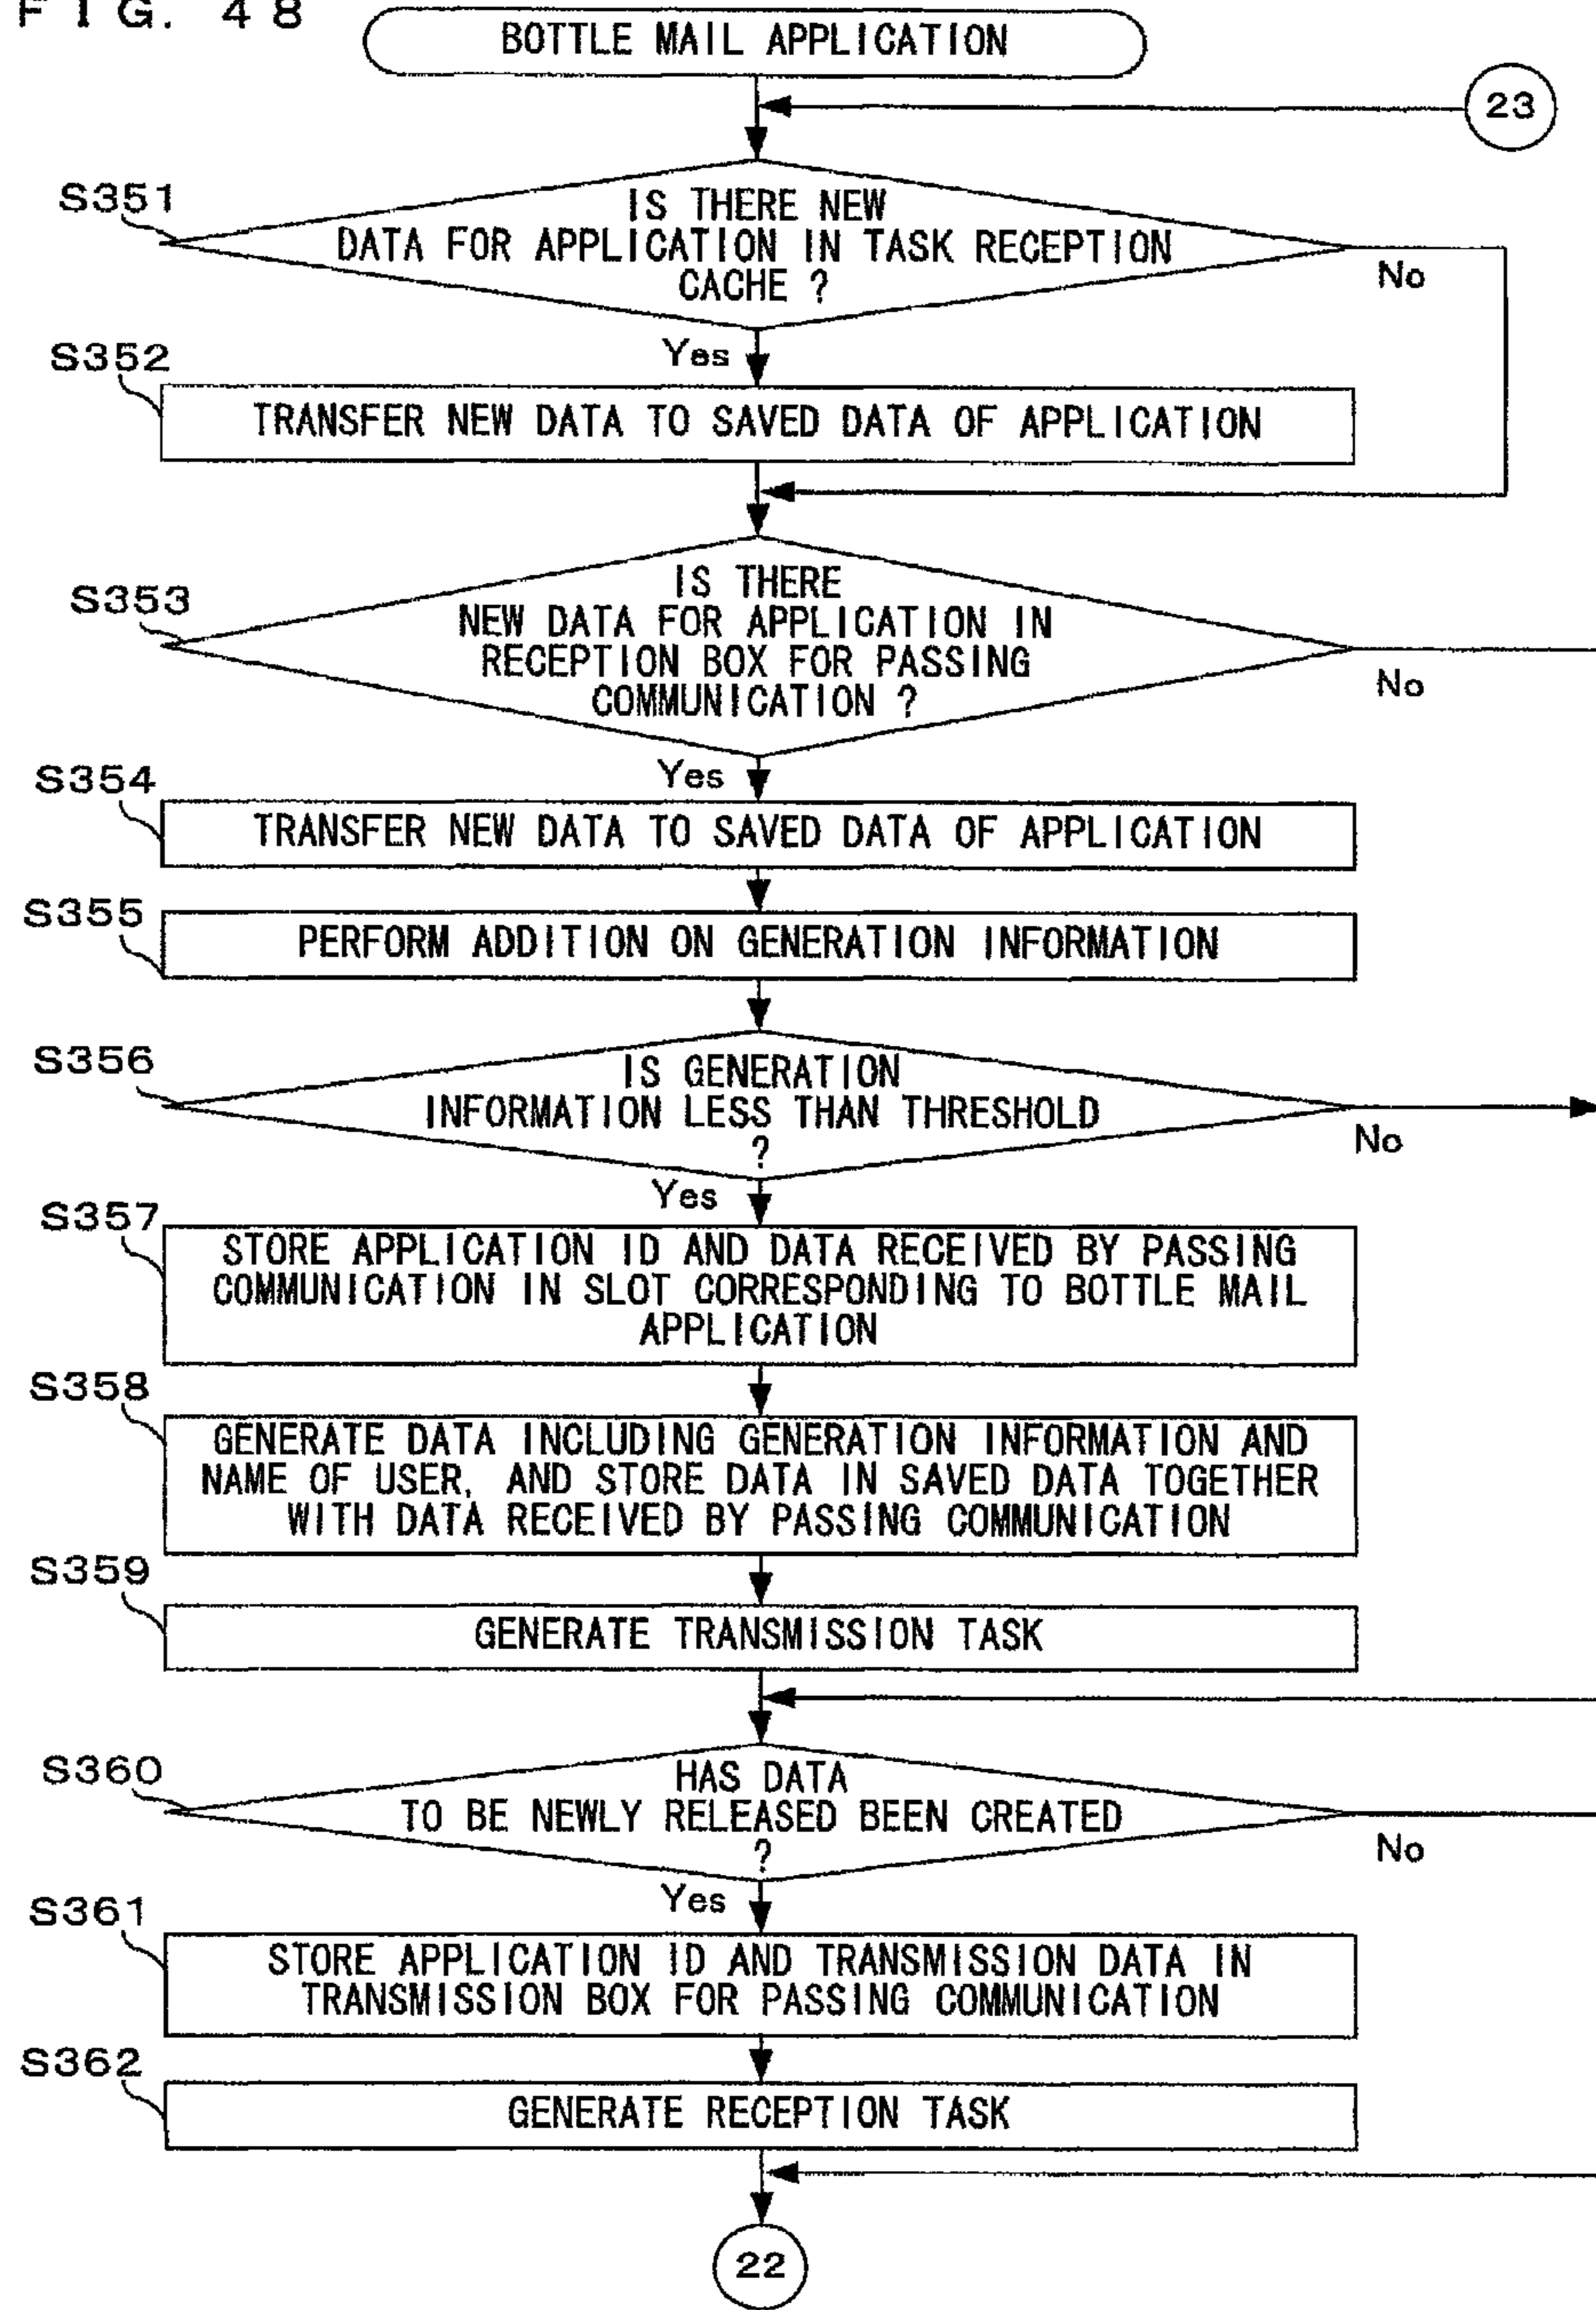 FIG. 48
BOTTLE MAIL APPLICATION
23
S351
IS THERE NEW
DATA FOR APPLICATION IN TASK RECEPTION
CACHE ?
No
Yes
S352
TRANSFER NEW DATA TO SAVED DATA OF APPLICATION
S353
IS THERE
NEW DATA FOR APPLICATION IN
RECEPTION BOX FOR PASSING
COMMUNICATION ?
No
Yes
S354
TRANSFER NEW DATA TO SAVED DATA OF APPLICATION
S355
PERFORM ADDITION ON GENERATION INFORMATION
S356
IS GENERATION
INFORMATION LESS THAN THRESHOLD
?
No
Yes
S357
STORE APPLICATION ID AND DATA RECEIVED BY PASSING
COMMUNICATION IN SLOT CORRESPONDING TO BOTTLE MAIL
APPLICATION
S358
GENERATE DATA INCLUDING GENERATION INFORMATION AND
NAME OF USER, AND STORE DATA IN SAVED DATA TOGETHER
WITH DATA RECEIVED BY PASSING COMMUNICATION
S359
GENERATE TRANSMISSION TASK
S360
HAS DATA
TO BE NEWLY RELEASED BEEN CREATED
?
No
Yes
S361
STORE APPLICATION ID AND TRANSMISSION DATA IN
TRANSMISSION BOX FOR PASSING COMMUNICATION
S362
GENERATE RECEPTION TASK
22